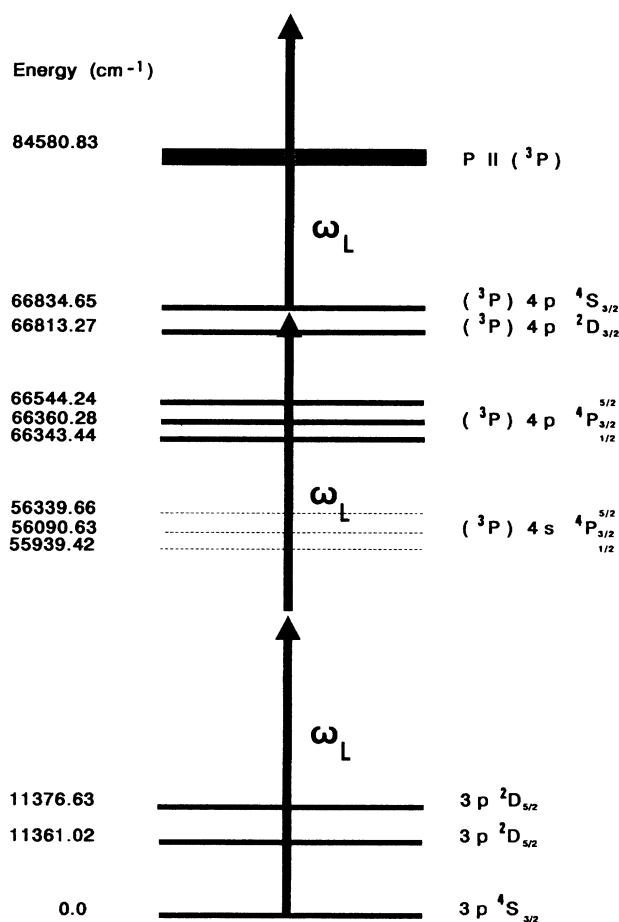 Energy (cm⁻¹)
84580.83 P II (³P)
ω_L
66834.65 (³P) 4p ⁴S₃/₂
66813.27 (³P) 4p ²D₃/₂
66544.24 5/2
66360.28 (³P) 4p ⁴P₃/₂
66343.44 1/2
ω_L
56339.66 5/2
56090.63 (³P) 4s ⁴P₃/₂
55939.42 1/2
ω_L
11376.63 3p ²D₅/₂
11361.02 3p ²D₅/₂
0.0 3p ⁴S₃/₂